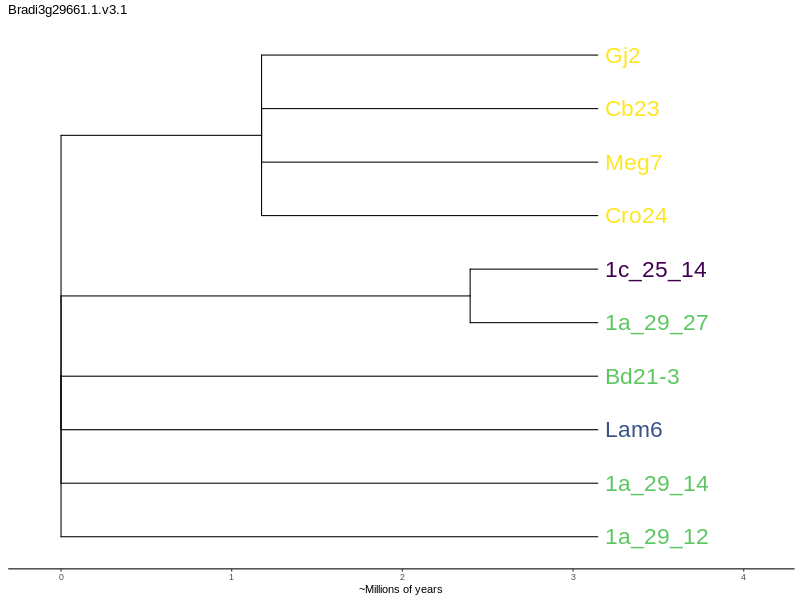 Bradi3g29661.1.v3.1
Gj2
Cb23
Meg7
Cro24
1c_25_14
1a_29_27
Bd21-3
Lam6
1a_29_14
1a_29_12
0 1 2 3 4
~Millions of years